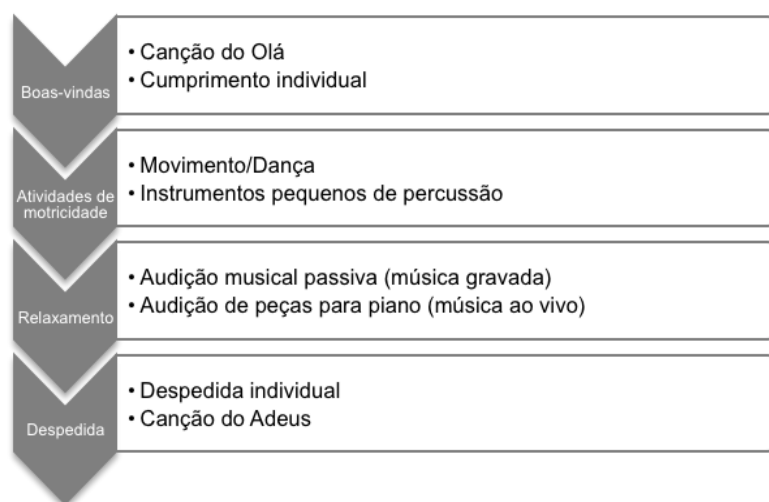 Boas-vindas
• Canção do Olá
• Cumprimento individual
Atividades de
motricidade
• Movimento/Dança
• Instrumentos pequenos de percussão
Relaxamento
• Audição musical passiva (música gravada)
• Audição de peças para piano (música ao vivo)
Despedida
• Despedida individual
• Canção do Adeus